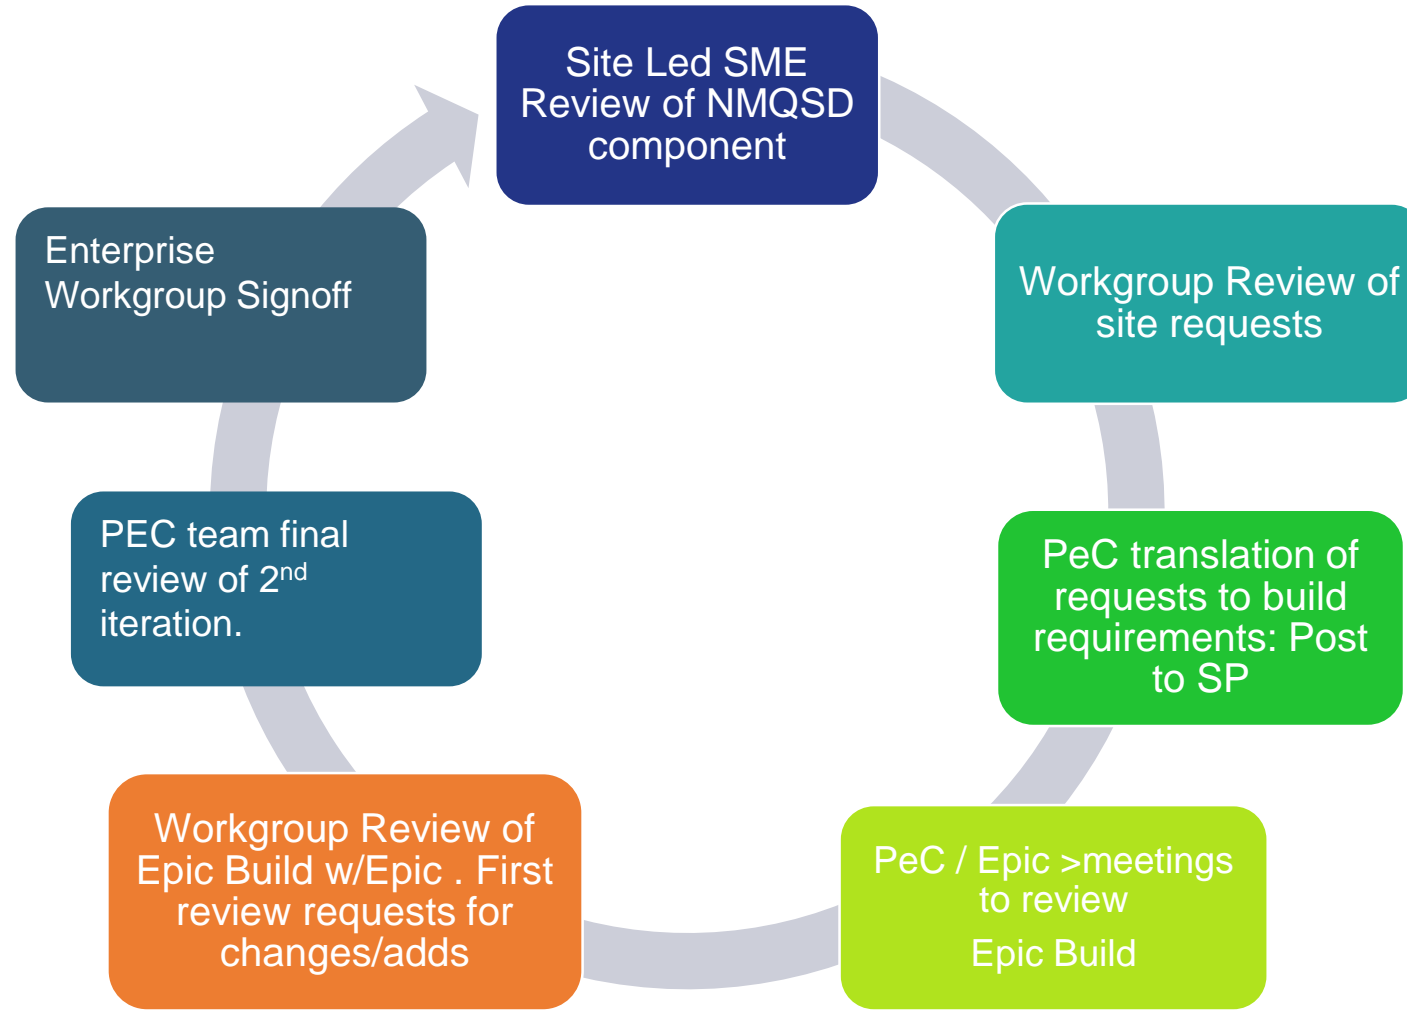 Site Led SME
Review of NMQSD
component
Workgroup Review of
site requests
PeC translation of
requests to build
requirements: Post
to SP
PeC / Epic >meetings
to review
Epic Build
Workgroup Review of
Epic Build w/Epic . First
review requests for
changes/adds
PEC team final
review of 2nd
iteration.
Enterprise
Workgroup Signoff